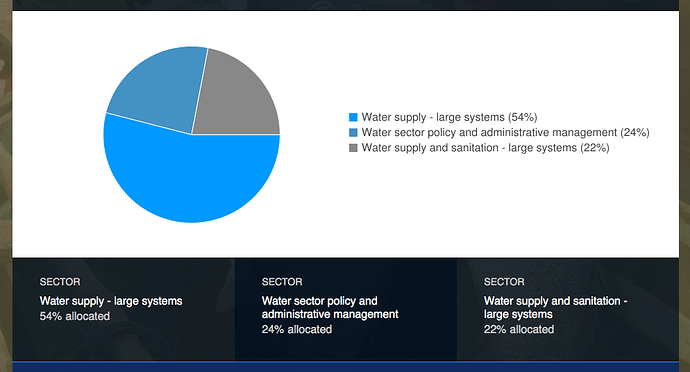 Water supply - large systems (54%)
Water sector policy and administrative management (24%)
Water supply and sanitation - large systems (22%)
SECTOR
Water supply - large systems
54% allocated
SECTOR
Water sector policy and
administrative management
24% allocated
SECTOR
Water supply and sanitation -
large systems
22% allocated